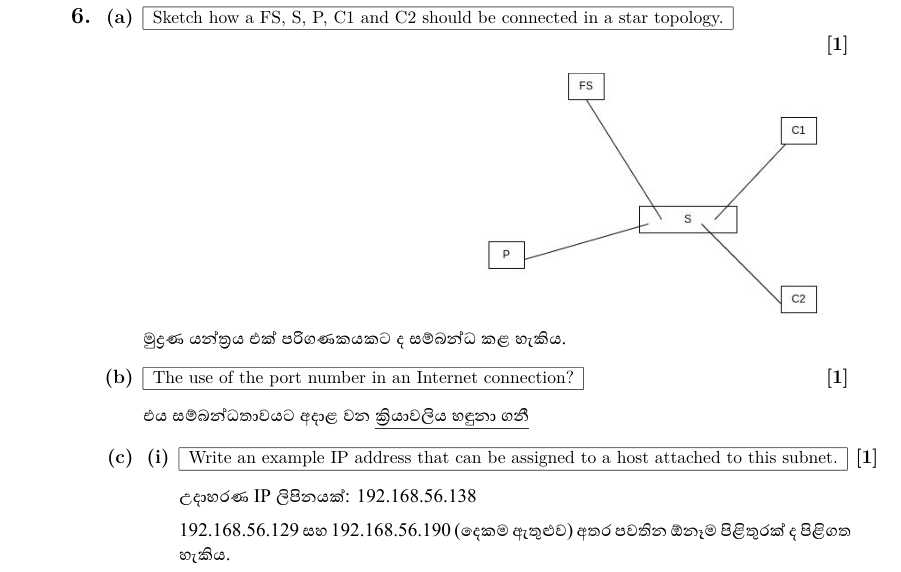 6. (a) Sketch how a FS, S, P, C1 and C2 should be connected in a star topology.
[1]
FS
C1
S
P
C2
මුද්‍රණ යන්ත්‍රය එක් පරිගණකයකට ද සම්බන්ධ කළ හැකිය.
(b) The use of the port number in an Internet connection? [1]
එය සම්බන්ධතාවයට අදාළ වන ක්‍රියාවලිය හඳුනා ගනී
(c) (i) Write an example IP address that can be assigned to a host attached to this subnet. [1]
උදාහරණ IP ලිපිනයක්: 192.168.56.138
192.168.56.129 සහ 192.168.56.190 (දෙකම ඇතුළුව) අතර පවතින ඕනෑම පිළිතුරක් ද පිළිගත
හැකිය.